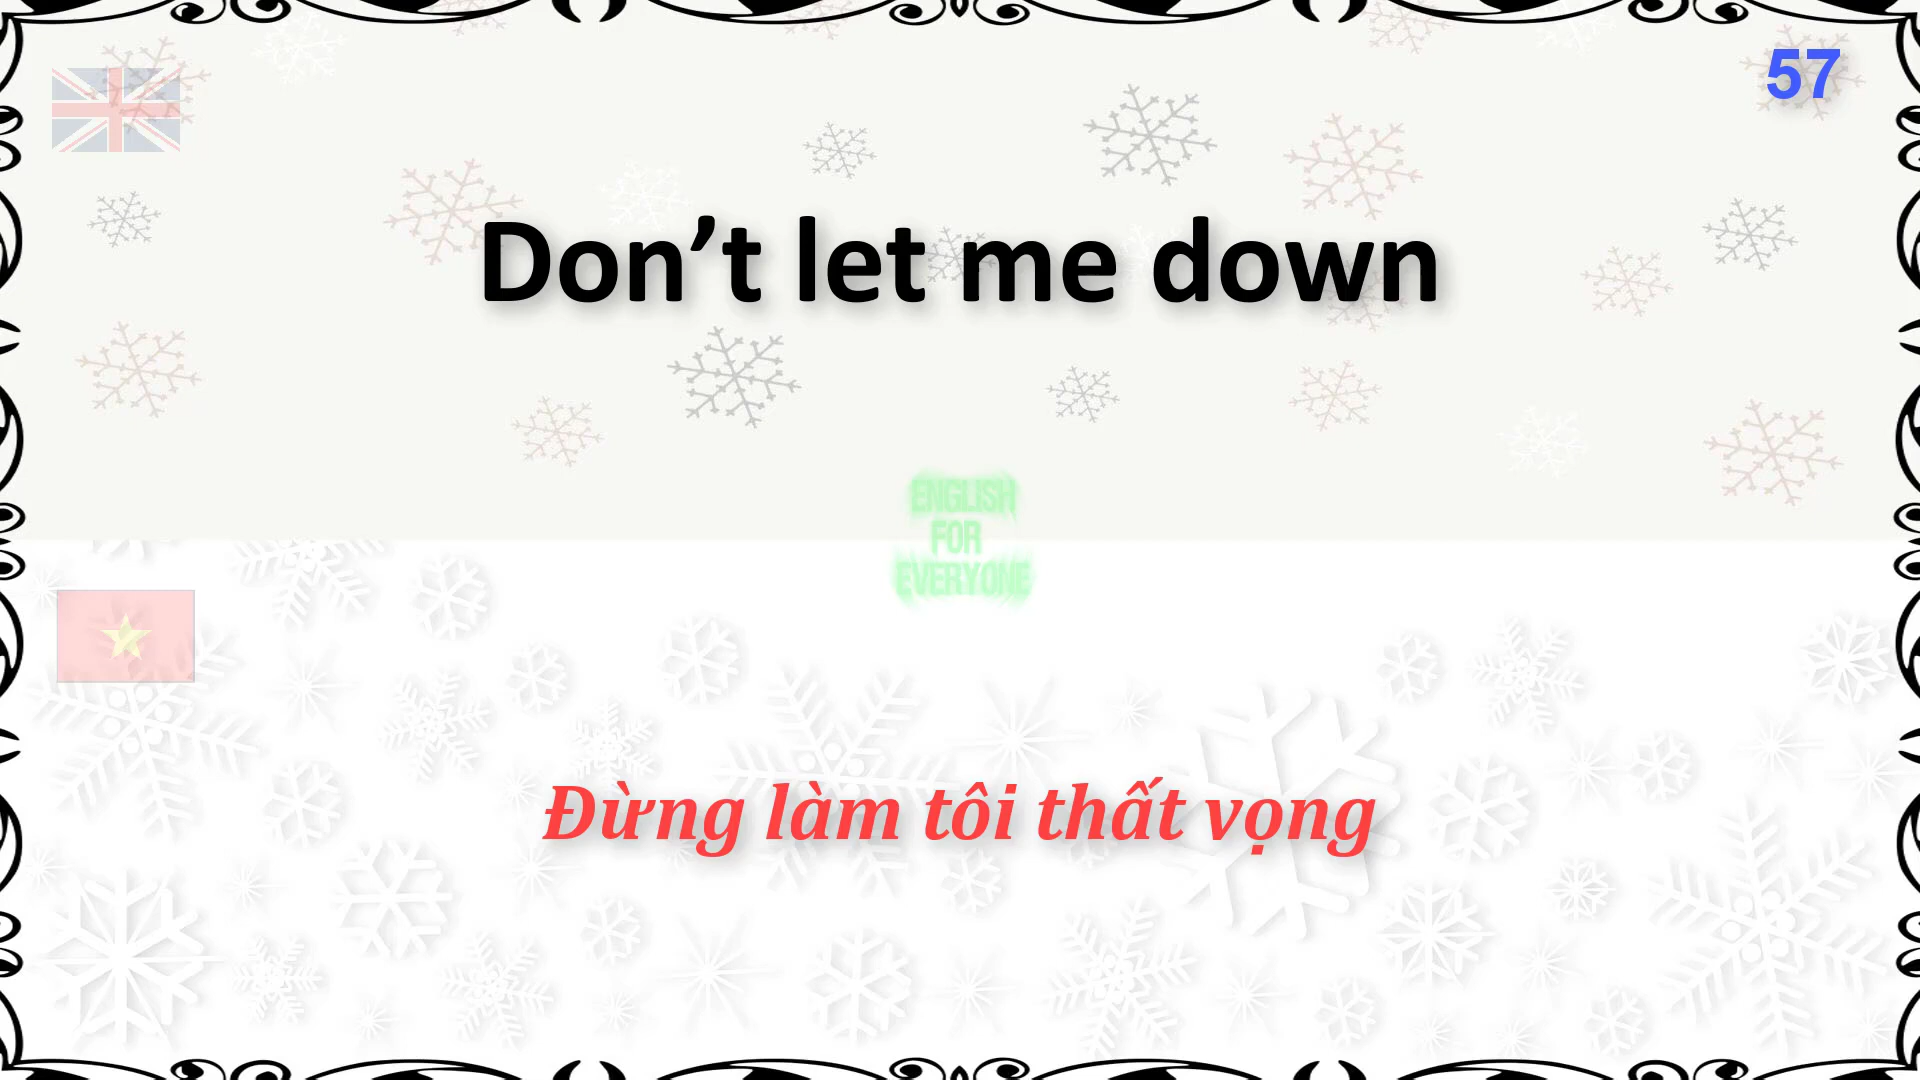 57
Don’t let me down
ENGLISH
FOR
EVERYONE
Đừng làm tôi thất vọng